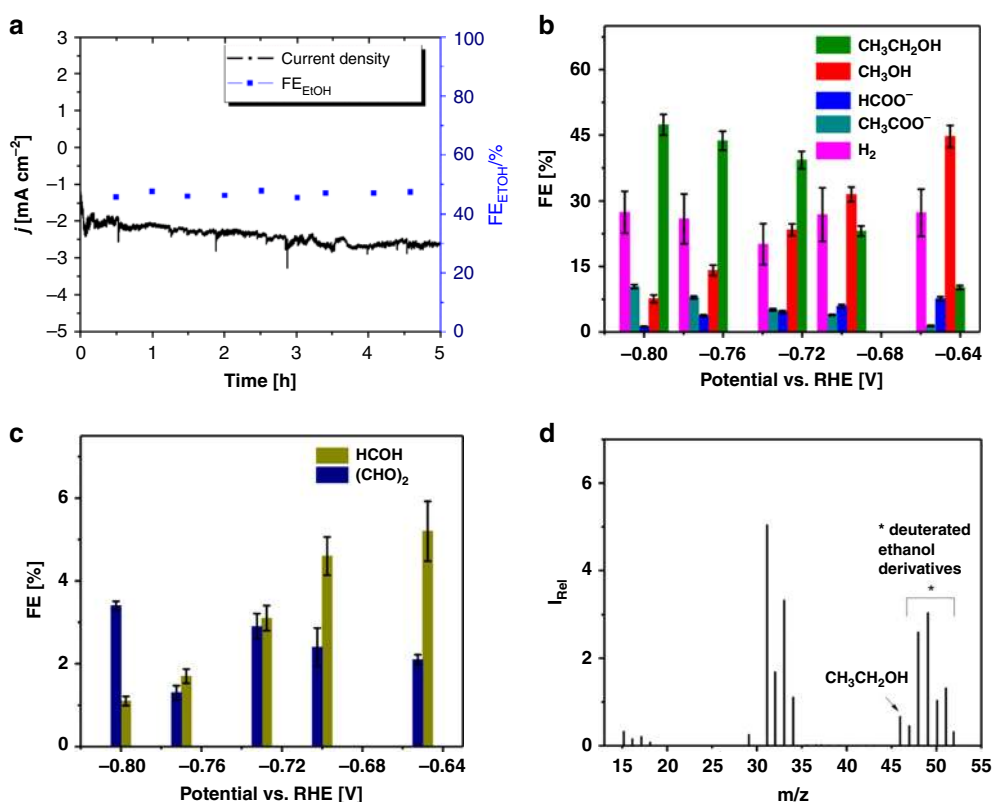 a
3
2
1
0
–1
–2
–3
–4
–5
j [mA cm⁻²]
Current density
FE_EtOH
100
80
60
40
20
0
FE_ETOH/%
0 1 2 3 4 5
Time [h]
b
60
45
30
15
0
FE [%]
CH₃CH₂OH
CH₃OH
HCOO⁻
CH₃COO⁻
H₂
–0.80 –0.76 –0.72 –0.68 –0.64
Potential vs. RHE [V]
c
6
4
2
0
FE [%]
HCOH
(CHO)₂
–0.80 –0.76 –0.72 –0.68 –0.64
Potential vs. RHE [V]
d
6
4
2
0
I_Rel
* deuterated
ethanol
derivatives
*
CH₃CH₂OH
15 20 25 30 35 40 45 50 55
m/z